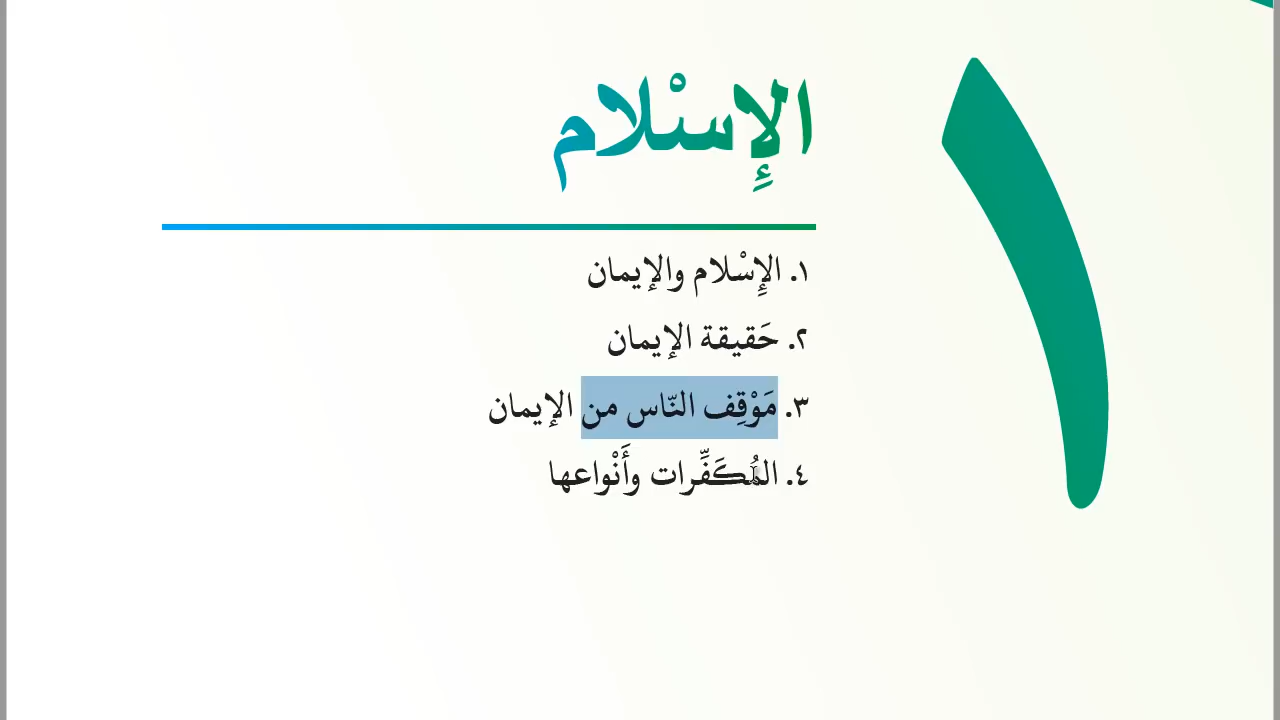 ١
الإِسْلام
١. الإِسْلام والإيمان
٢. حَقيقة الإيمان
٣. مَوْقِف النّاس من الإيمان
٤. المُكَفِّرات وأَنْواعها